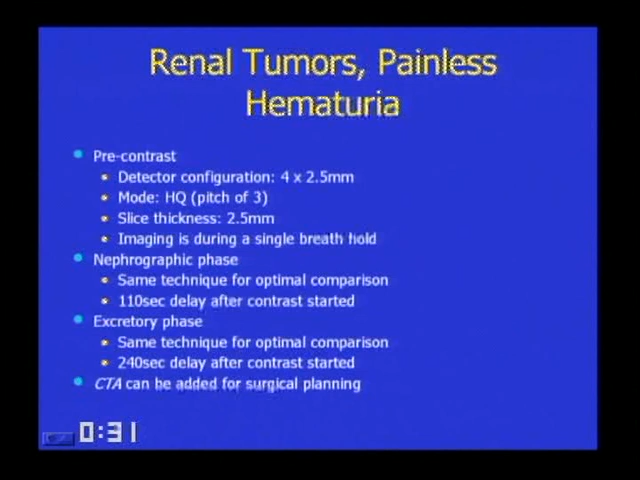 Renal Tumors, Painless
Hematuria
Pre-contrast
Detector configuration: 4 x 2.5mm
Mode: HQ (pitch of 3)
Slice thickness: 2.5mm
Imaging is during a single breath hold
Nephrographic phase
Same technique for optimal comparison
110sec delay after contrast started
Excretory phase
Same technique for optimal comparison
240sec delay after contrast started
CTA can be added for surgical planning
0:31